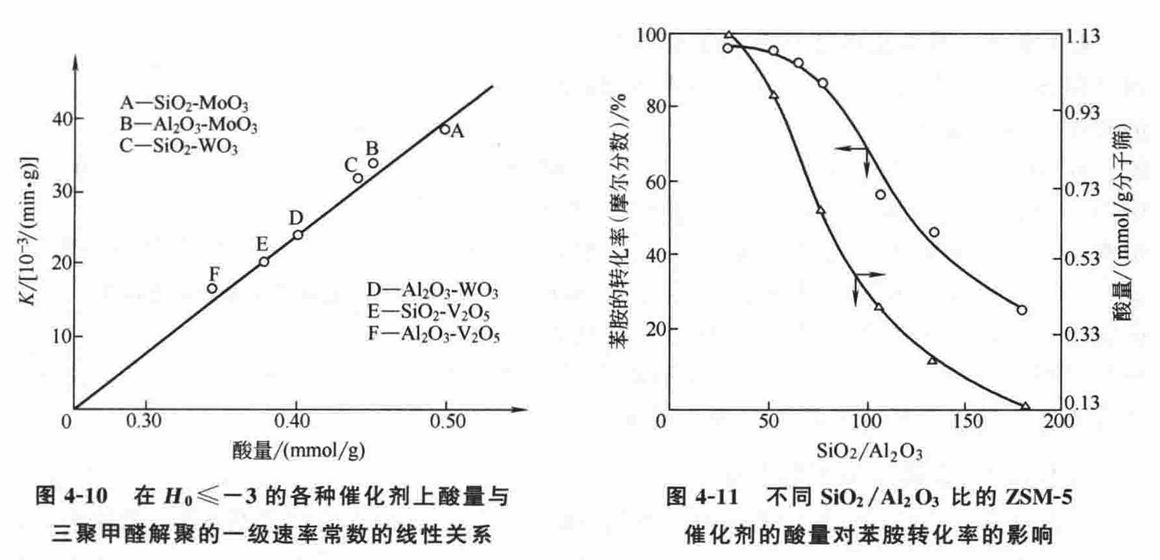 40
30
20
10
0
0.30
0.40
0.50
K/[10⁻³/(min·g)]
A—SiO₂-MoO₃
B—Al₂O₃-MoO₃
C—SiO₂-WO₃
A
B
C
D
E
F
D—Al₂O₃-WO₃
E—SiO₂-V₂O₅
F—Al₂O₃-V₂O₅
酸量/(mmol/g)
图 4-10 在 H₀≤−3 的各种催化剂上酸量与
三聚甲醛解聚的一级速率常数的线性关系
100
80
60
40
20
0
50
100
150
200
苯胺的转化率(摩尔分数)/%
1.13
0.93
0.73
0.53
0.33
0.13
酸量/(mmol/g分子筛)
SiO₂/Al₂O₃
图 4-11 不同 SiO₂/Al₂O₃ 比的 ZSM-5
催化剂的酸量对苯胺转化率的影响